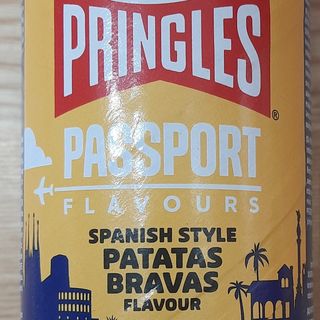 PRINGLES
®
PASSPORT
FLAVOURS
SPANISH STYLE
PATATAS
BRAVAS
FLAVOUR